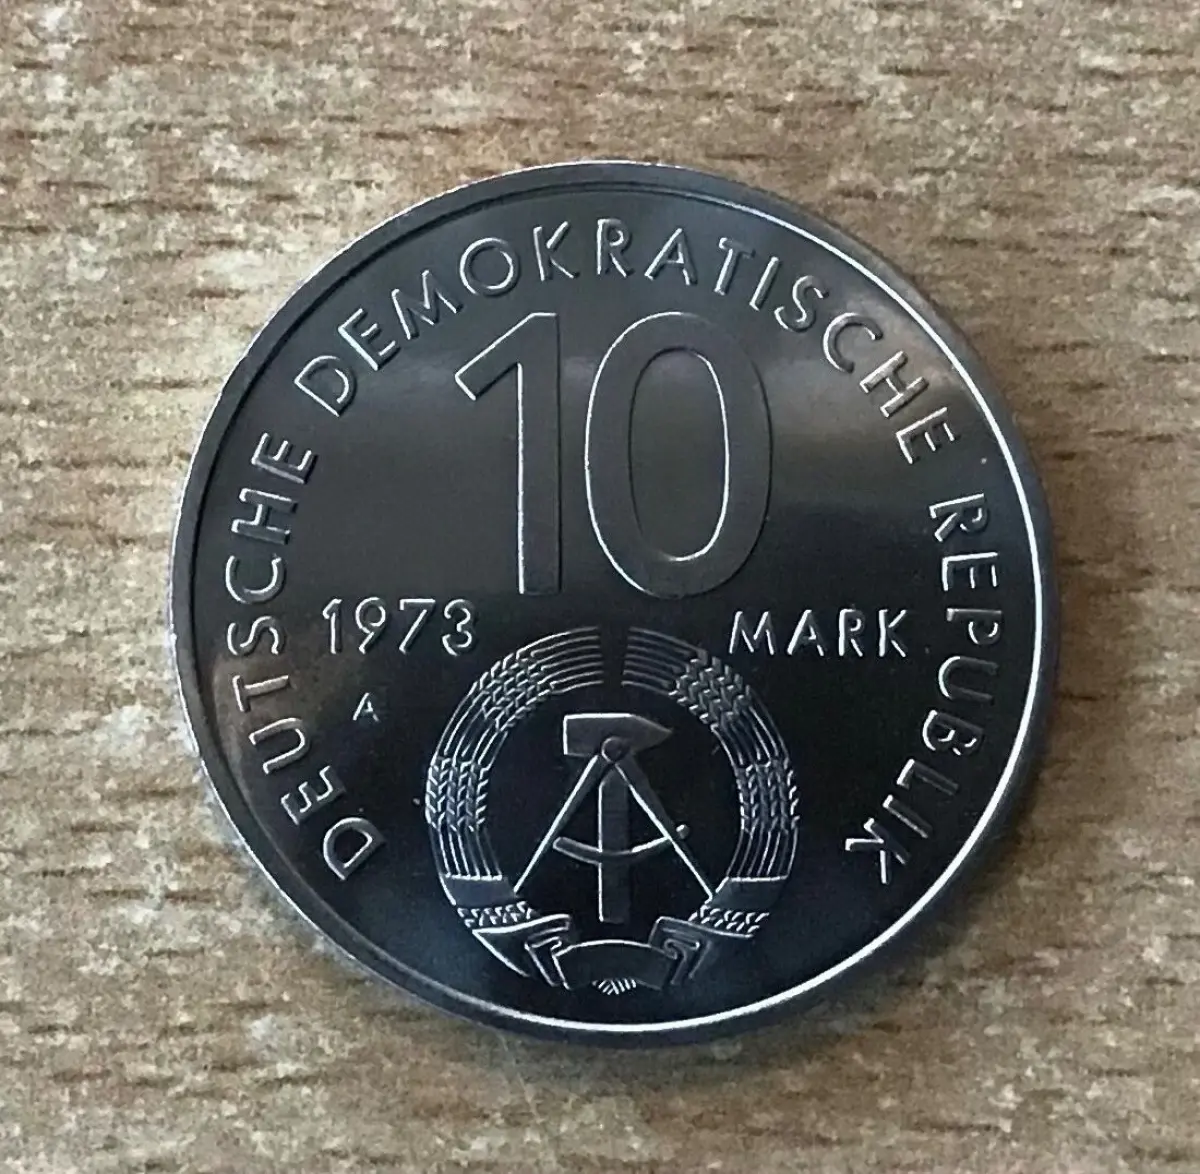 DEUTSCHE DEMOKRATISCHE REPUBLIK
10
1973 MARK
A